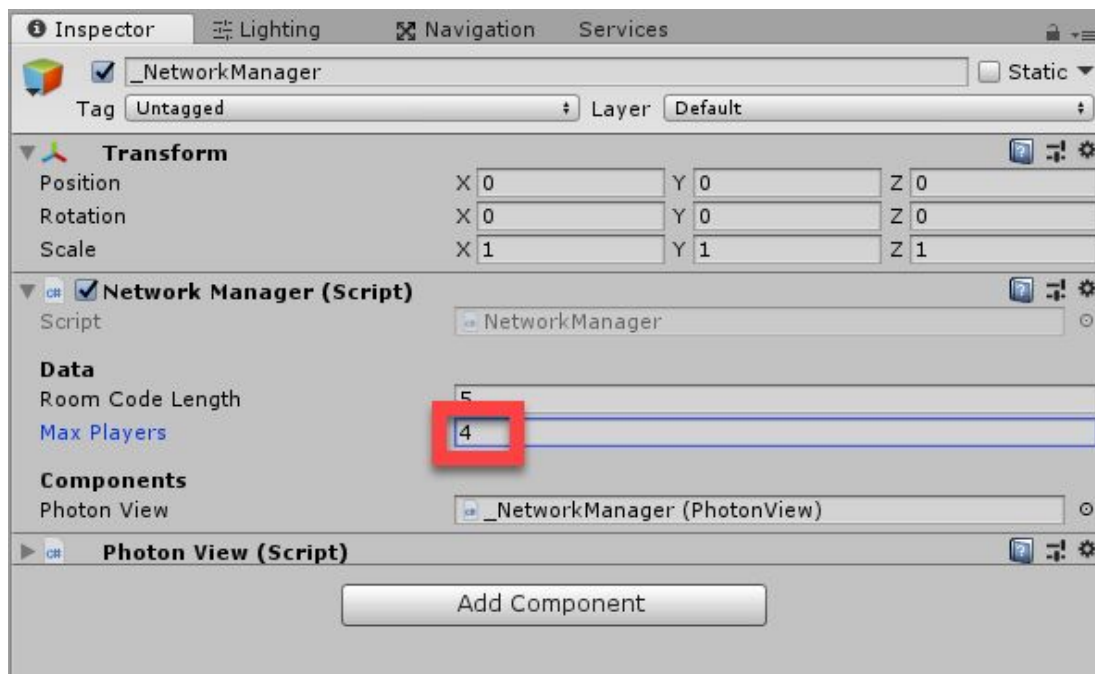 Inspector Lighting Navigation Services
_NetworkManager Static
Tag Untagged Layer Default
Transform
Position X 0 Y 0 Z 0
Rotation X 0 Y 0 Z 0
Scale X 1 Y 1 Z 1
C# Network Manager (Script)
Script NetworkManager
Data
Room Code Length 5
Max Players 4
Components
Photon View _NetworkManager (PhotonView)
C# Photon View (Script)
Add Component